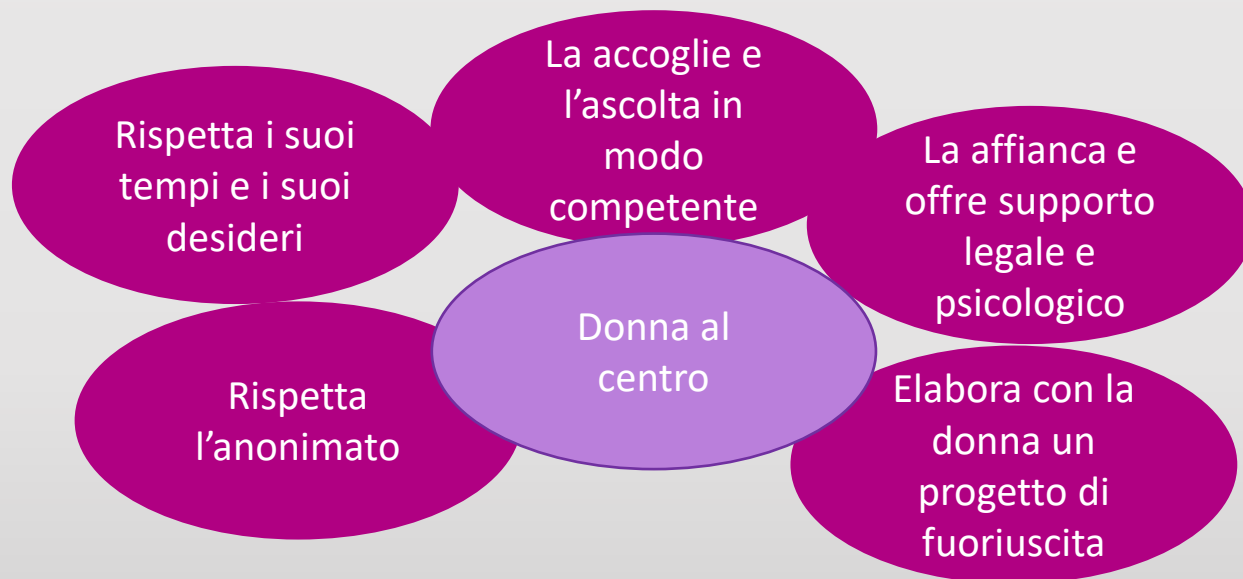 La accoglie e
l’ascolta in
modo
competente
Rispetta i suoi
tempi e i suoi
desideri
La affianca e
offre supporto
legale e
psicologico
Donna al
centro
Rispetta
l’anonimato
Elabora con la
donna un
progetto di
fuoriuscita